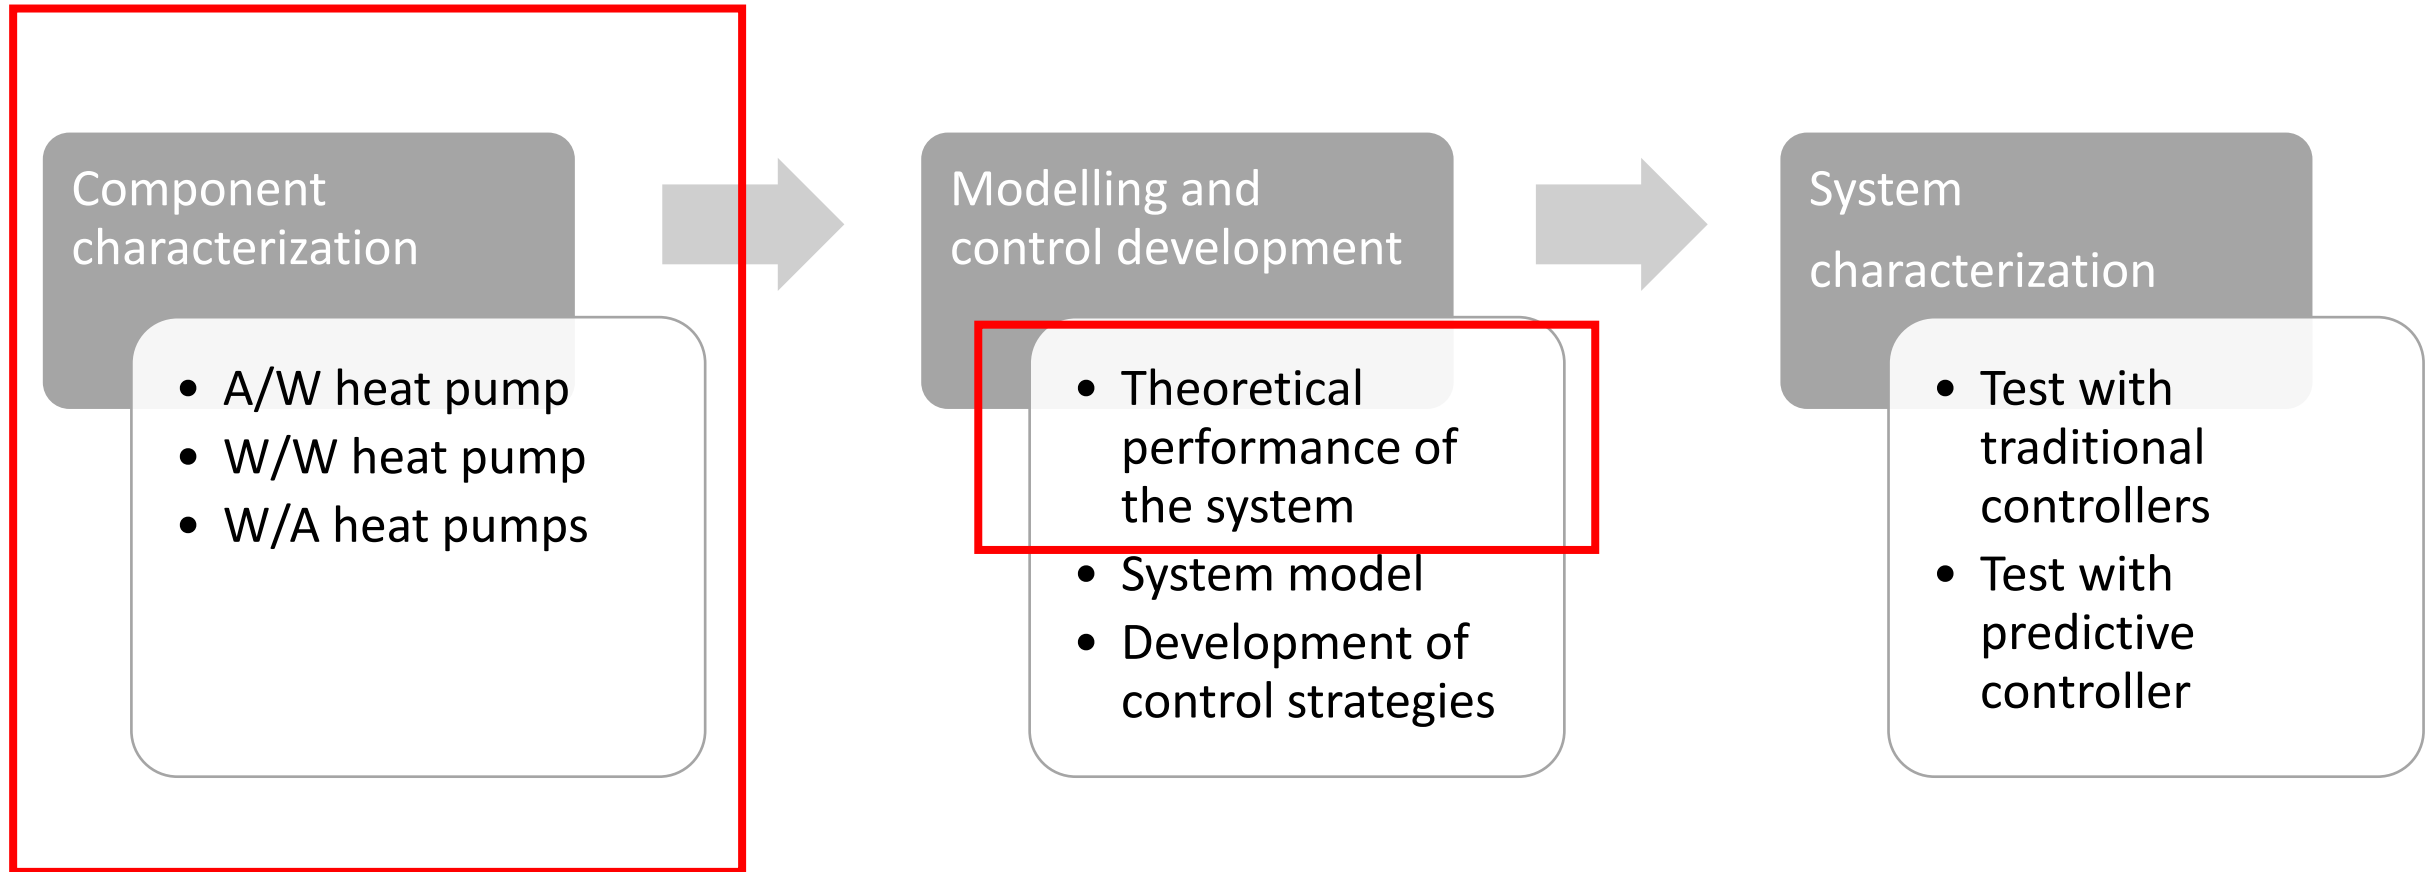 Component
characterization
• A/W heat pump
• W/W heat pump
• W/A heat pumps
Modelling and
control development
• Theoretical
performance of
the system
• System model
• Development of
control strategies
System
characterization
• Test with
traditional
controllers
• Test with
predictive
controller